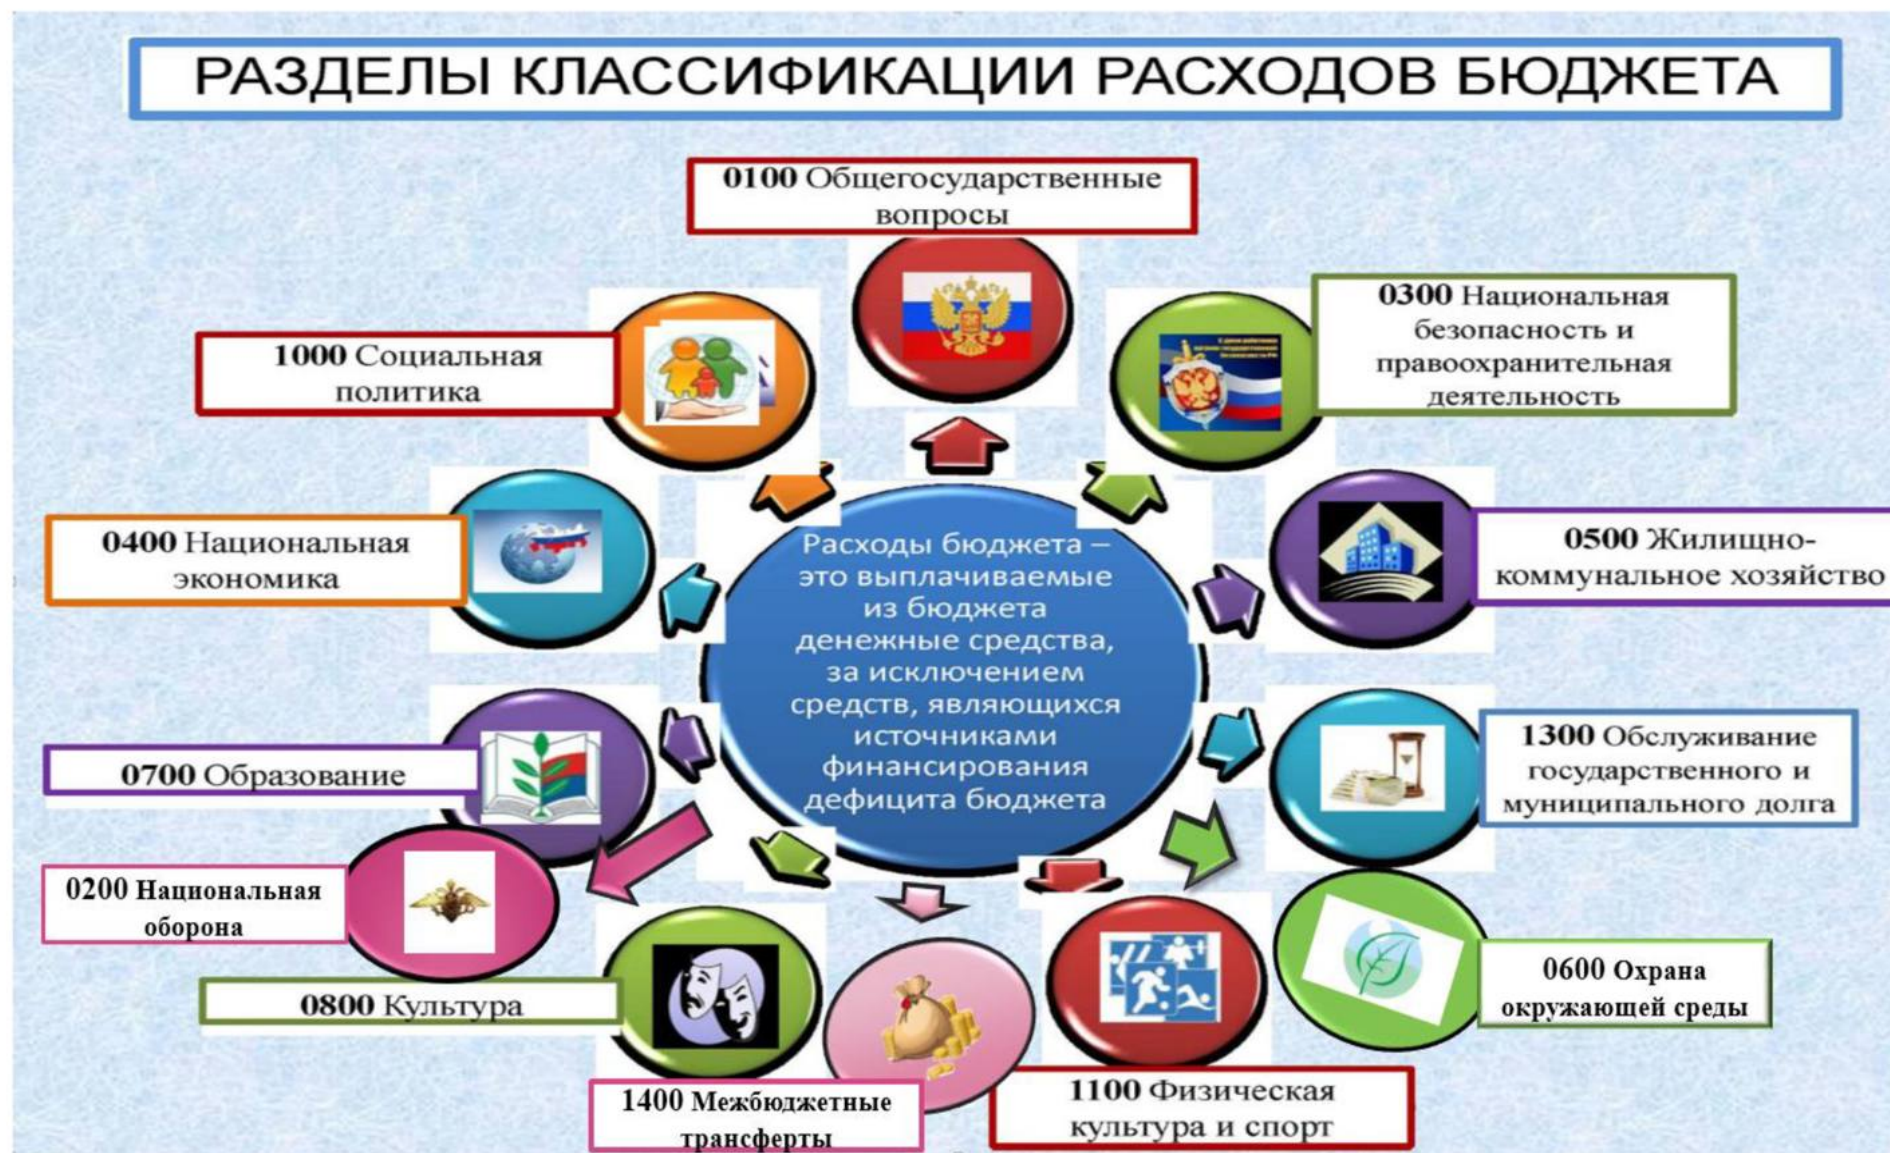 РАЗДЕЛЫ КЛАССИФИКАЦИИ РАСХОДОВ БЮДЖЕТА
0100 Общегосударственные
вопросы
0300 Национальная
безопасность и
правоохранительная
деятельность
1000 Социальная
политика
0400 Национальная
экономика
0500 Жилищно-
коммунальное хозяйство
Расходы бюджета –
это выплачиваемые
из бюджета
денежные средства,
за исключением
средств, являющихся
источниками
финансирования
дефицита бюджета
0700 Образование
1300 Обслуживание
государственного и
муниципального долга
0200 Национальная
оборона
0800 Культура
0600 Охрана
окружающей среды
1400 Межбюджетные
трансферты
1100 Физическая
культура и спорт